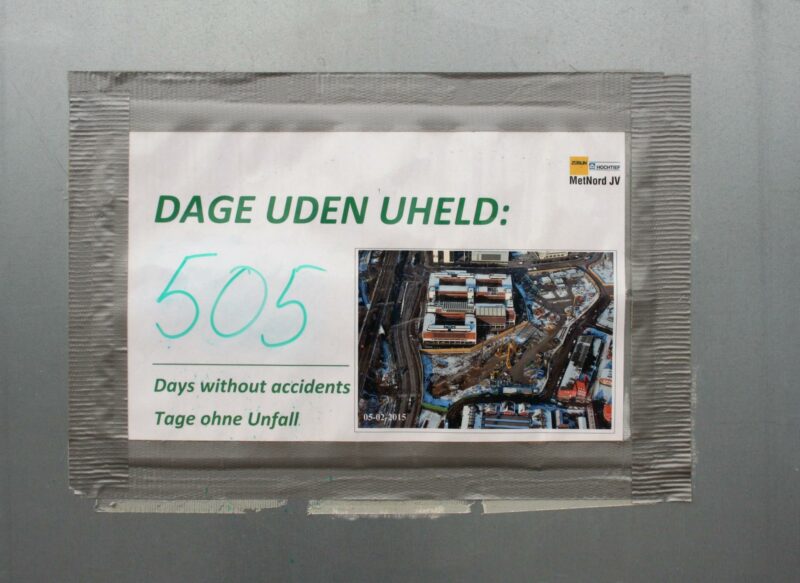 ZÜBLIN HOCHTIEF
MetNord JV
DAGE UDEN UHELD:
505
Days without accidents
Tage ohne Unfall
05-02-2015